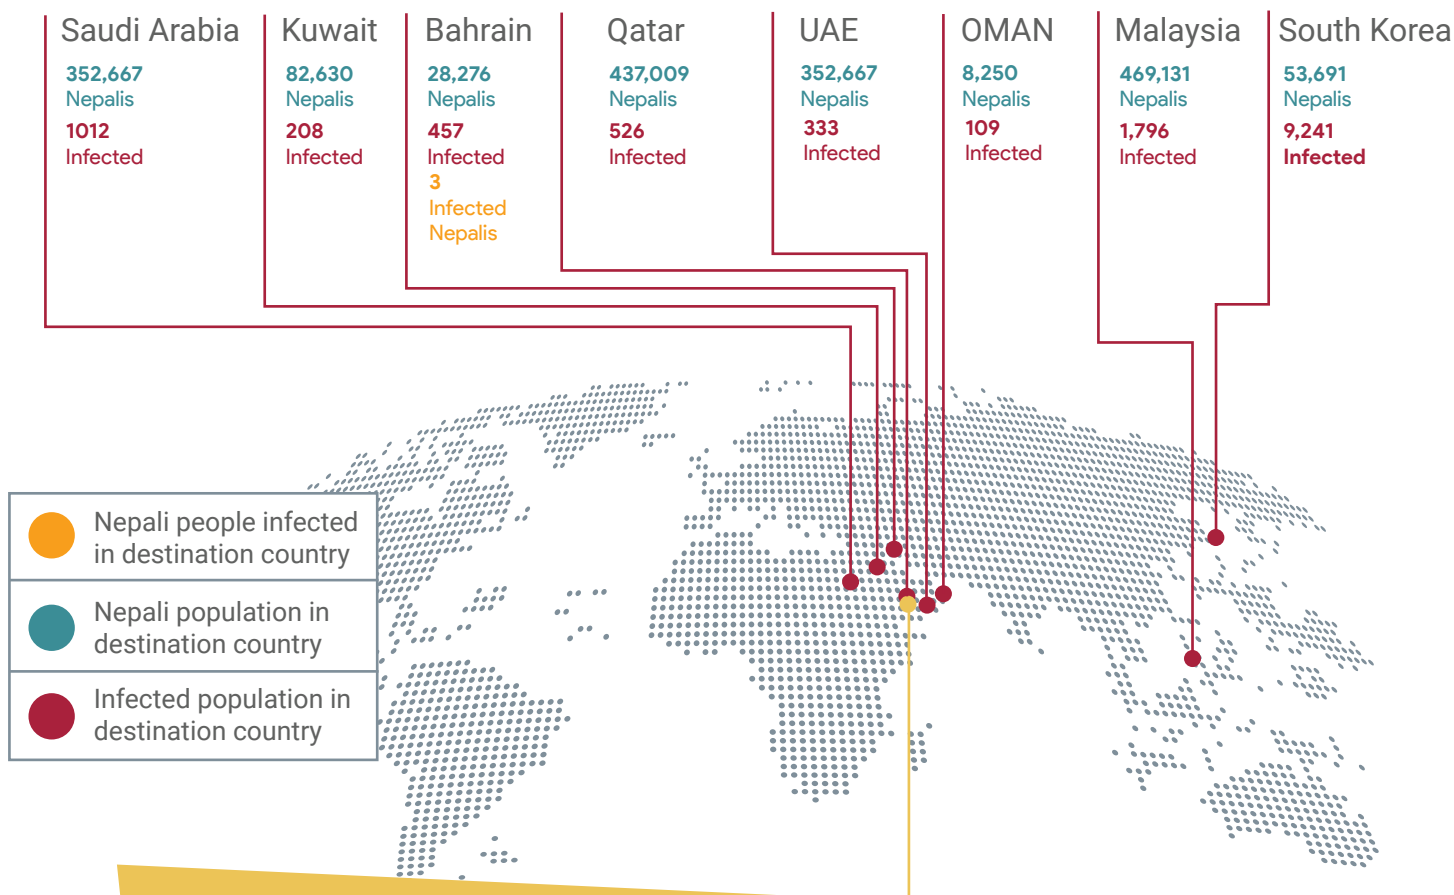 Saudi Arabia
352,667
Nepalis
1012
Infected
Kuwait
82,630
Nepalis
208
Infected
Bahrain
28,276
Nepalis
457
Infected
3
Infected
Nepalis
Qatar
437,009
Nepalis
526
Infected
UAE
352,667
Nepalis
333
Infected
OMAN
8,250
Nepalis
109
Infected
Malaysia
469,131
Nepalis
1,796
Infected
South Korea
53,691
Nepalis
9,241
Infected
Nepali people infected
in destination country
Nepali population in
destination country
Infected population in
destination country